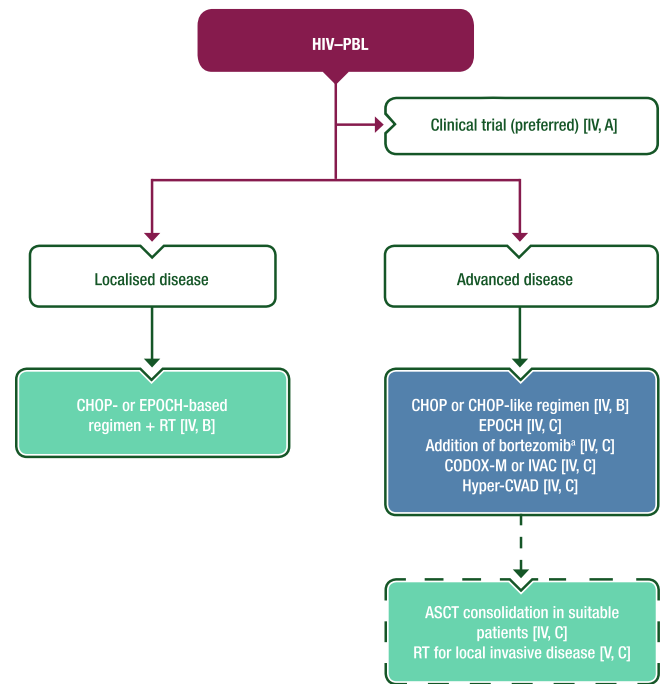 HIV–PBL
Clinical trial (preferred) [IV, A]
Localised disease
Advanced disease
CHOP- or EPOCH-based
regimen + RT [IV, B]
CHOP or CHOP-like regimen [IV, B]
EPOCH [IV, C]
Addition of bortezomibᵃ [IV, C]
CODOX-M or IVAC [IV, C]
Hyper-CVAD [IV, C]
ASCT consolidation in suitable
patients [IV, C]
RT for local invasive disease [V, C]